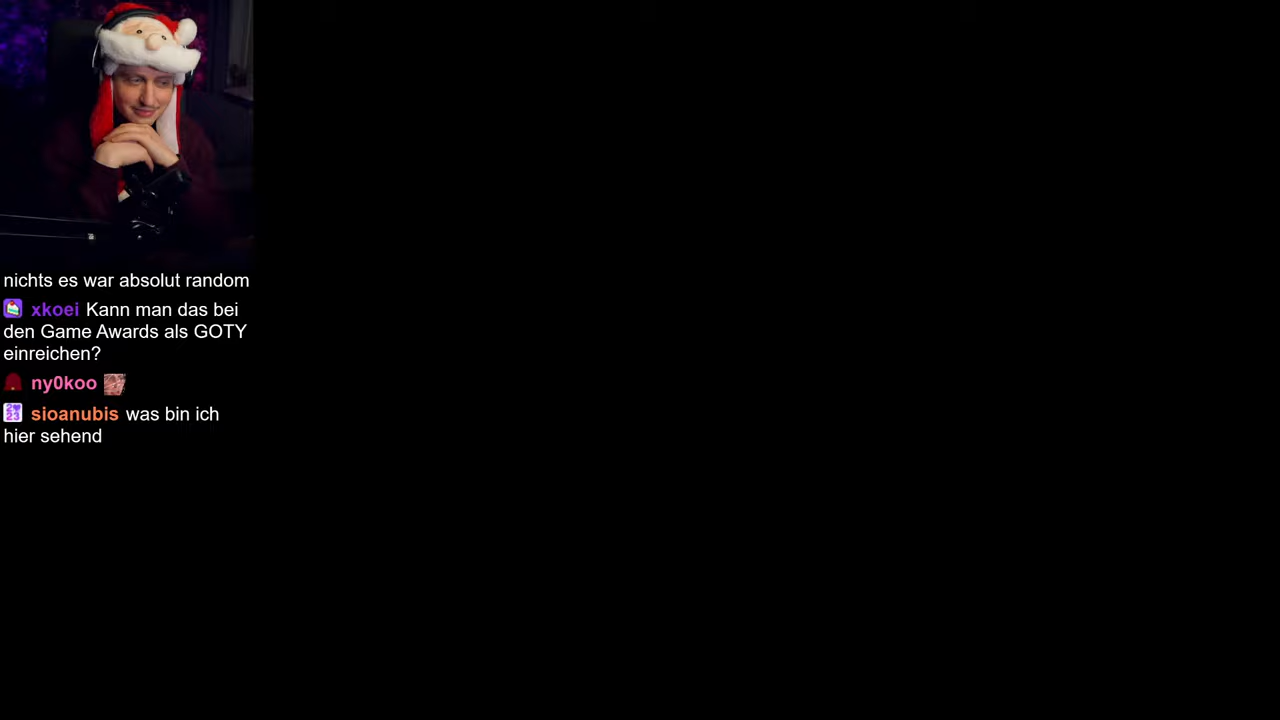 nichts es war absolut random
xkoei Kann man das bei
den Game Awards als GOTY
einreichen?
ny0koo
sioanubis was bin ich
hier sehend